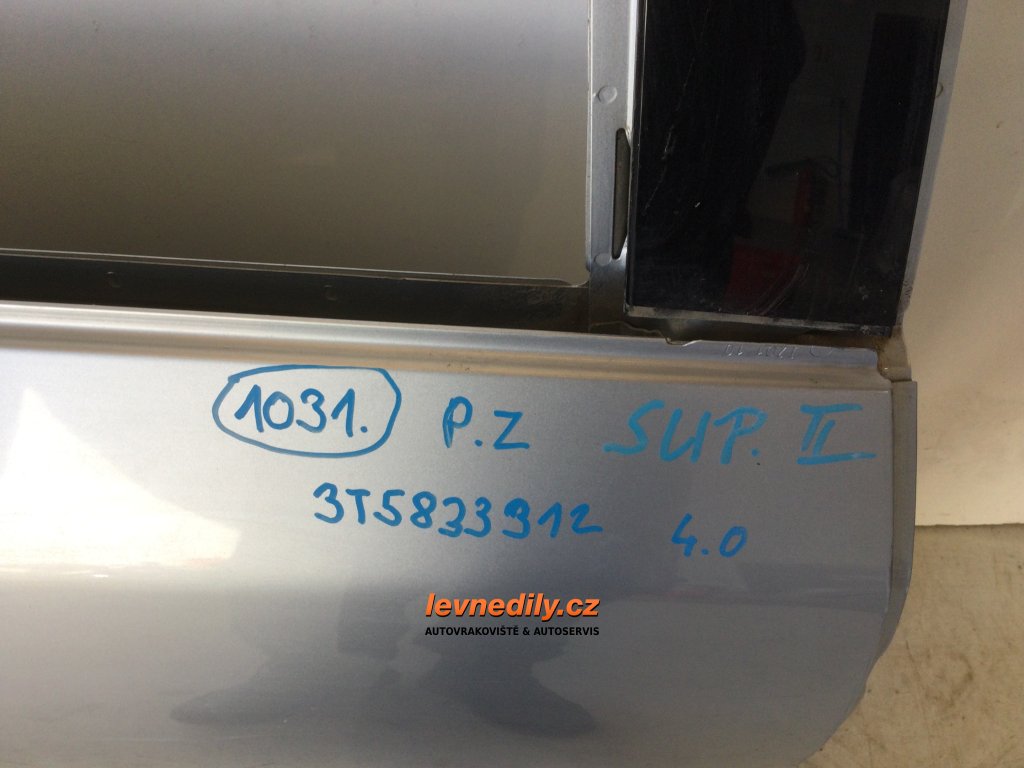 1031. P.Z SUP. II
3T5833912 4.0
levnedily.cz
AUTOVRAKOVIŠTĚ & AUTOSERVIS